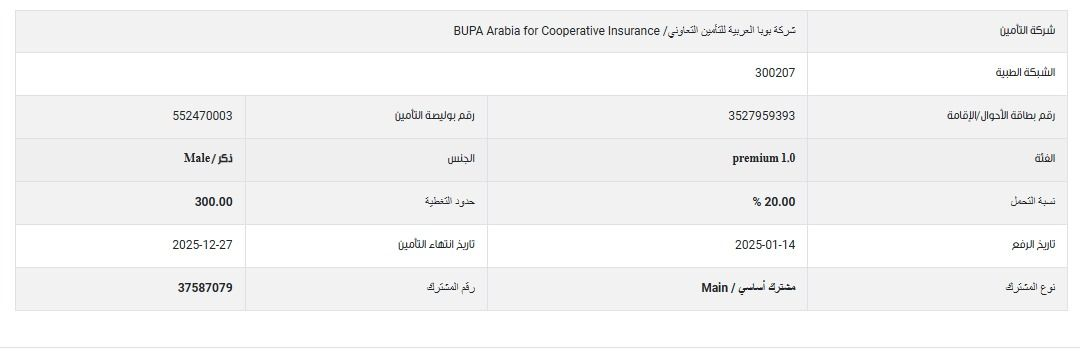 شركة التأمين شركة بوبا العربية للتأمين التعاوني/ BUPA Arabia for Cooperative Insurance
الشبكة الطبية 300207
رقم بطاقة الأحوال/الإقامة 3527959393 رقم بوليصة التأمين 552470003
الفئة premium 1.0 الجنس ذكر/Male
نسبة التحمل 20.00 % حدود التغطية 300.00
تاريخ الرفع 2025-01-14 تاريخ انتهاء التأمين 2025-12-27
نوع المشترك مشترك أساسي / Main رقم المشترك 37587079